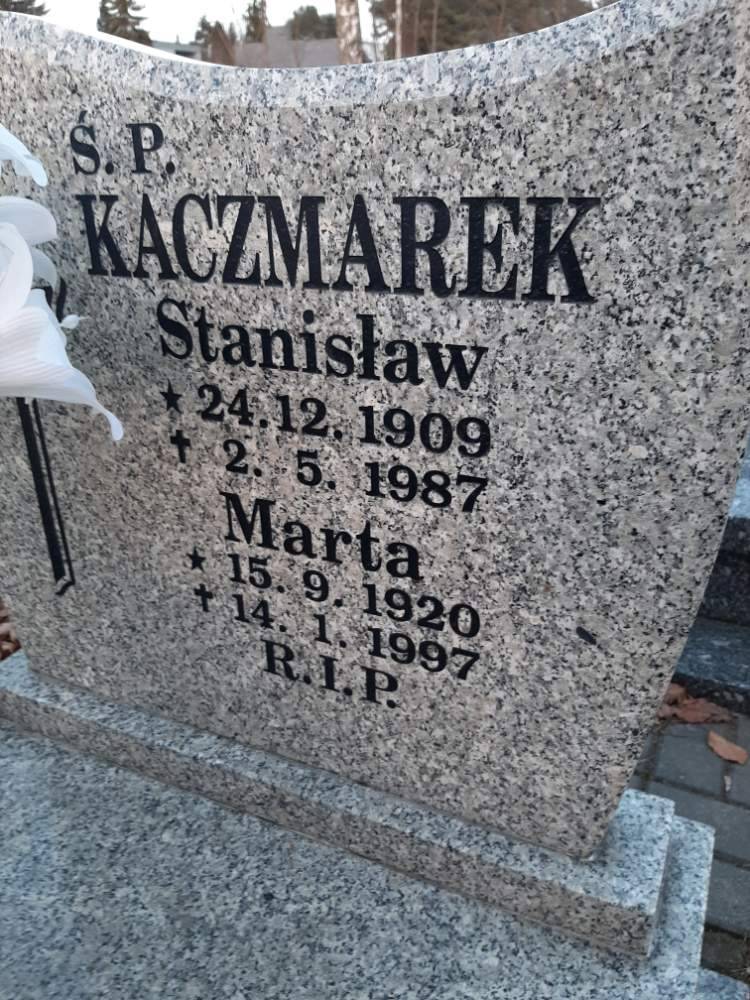 Ś. P.
KACZMAREK
Stanisław
★ 24.12.1909
✝ 2. 5. 1987
Marta
★ 15. 9. 1920
✝ 14. 1. 1997
R.I.P.